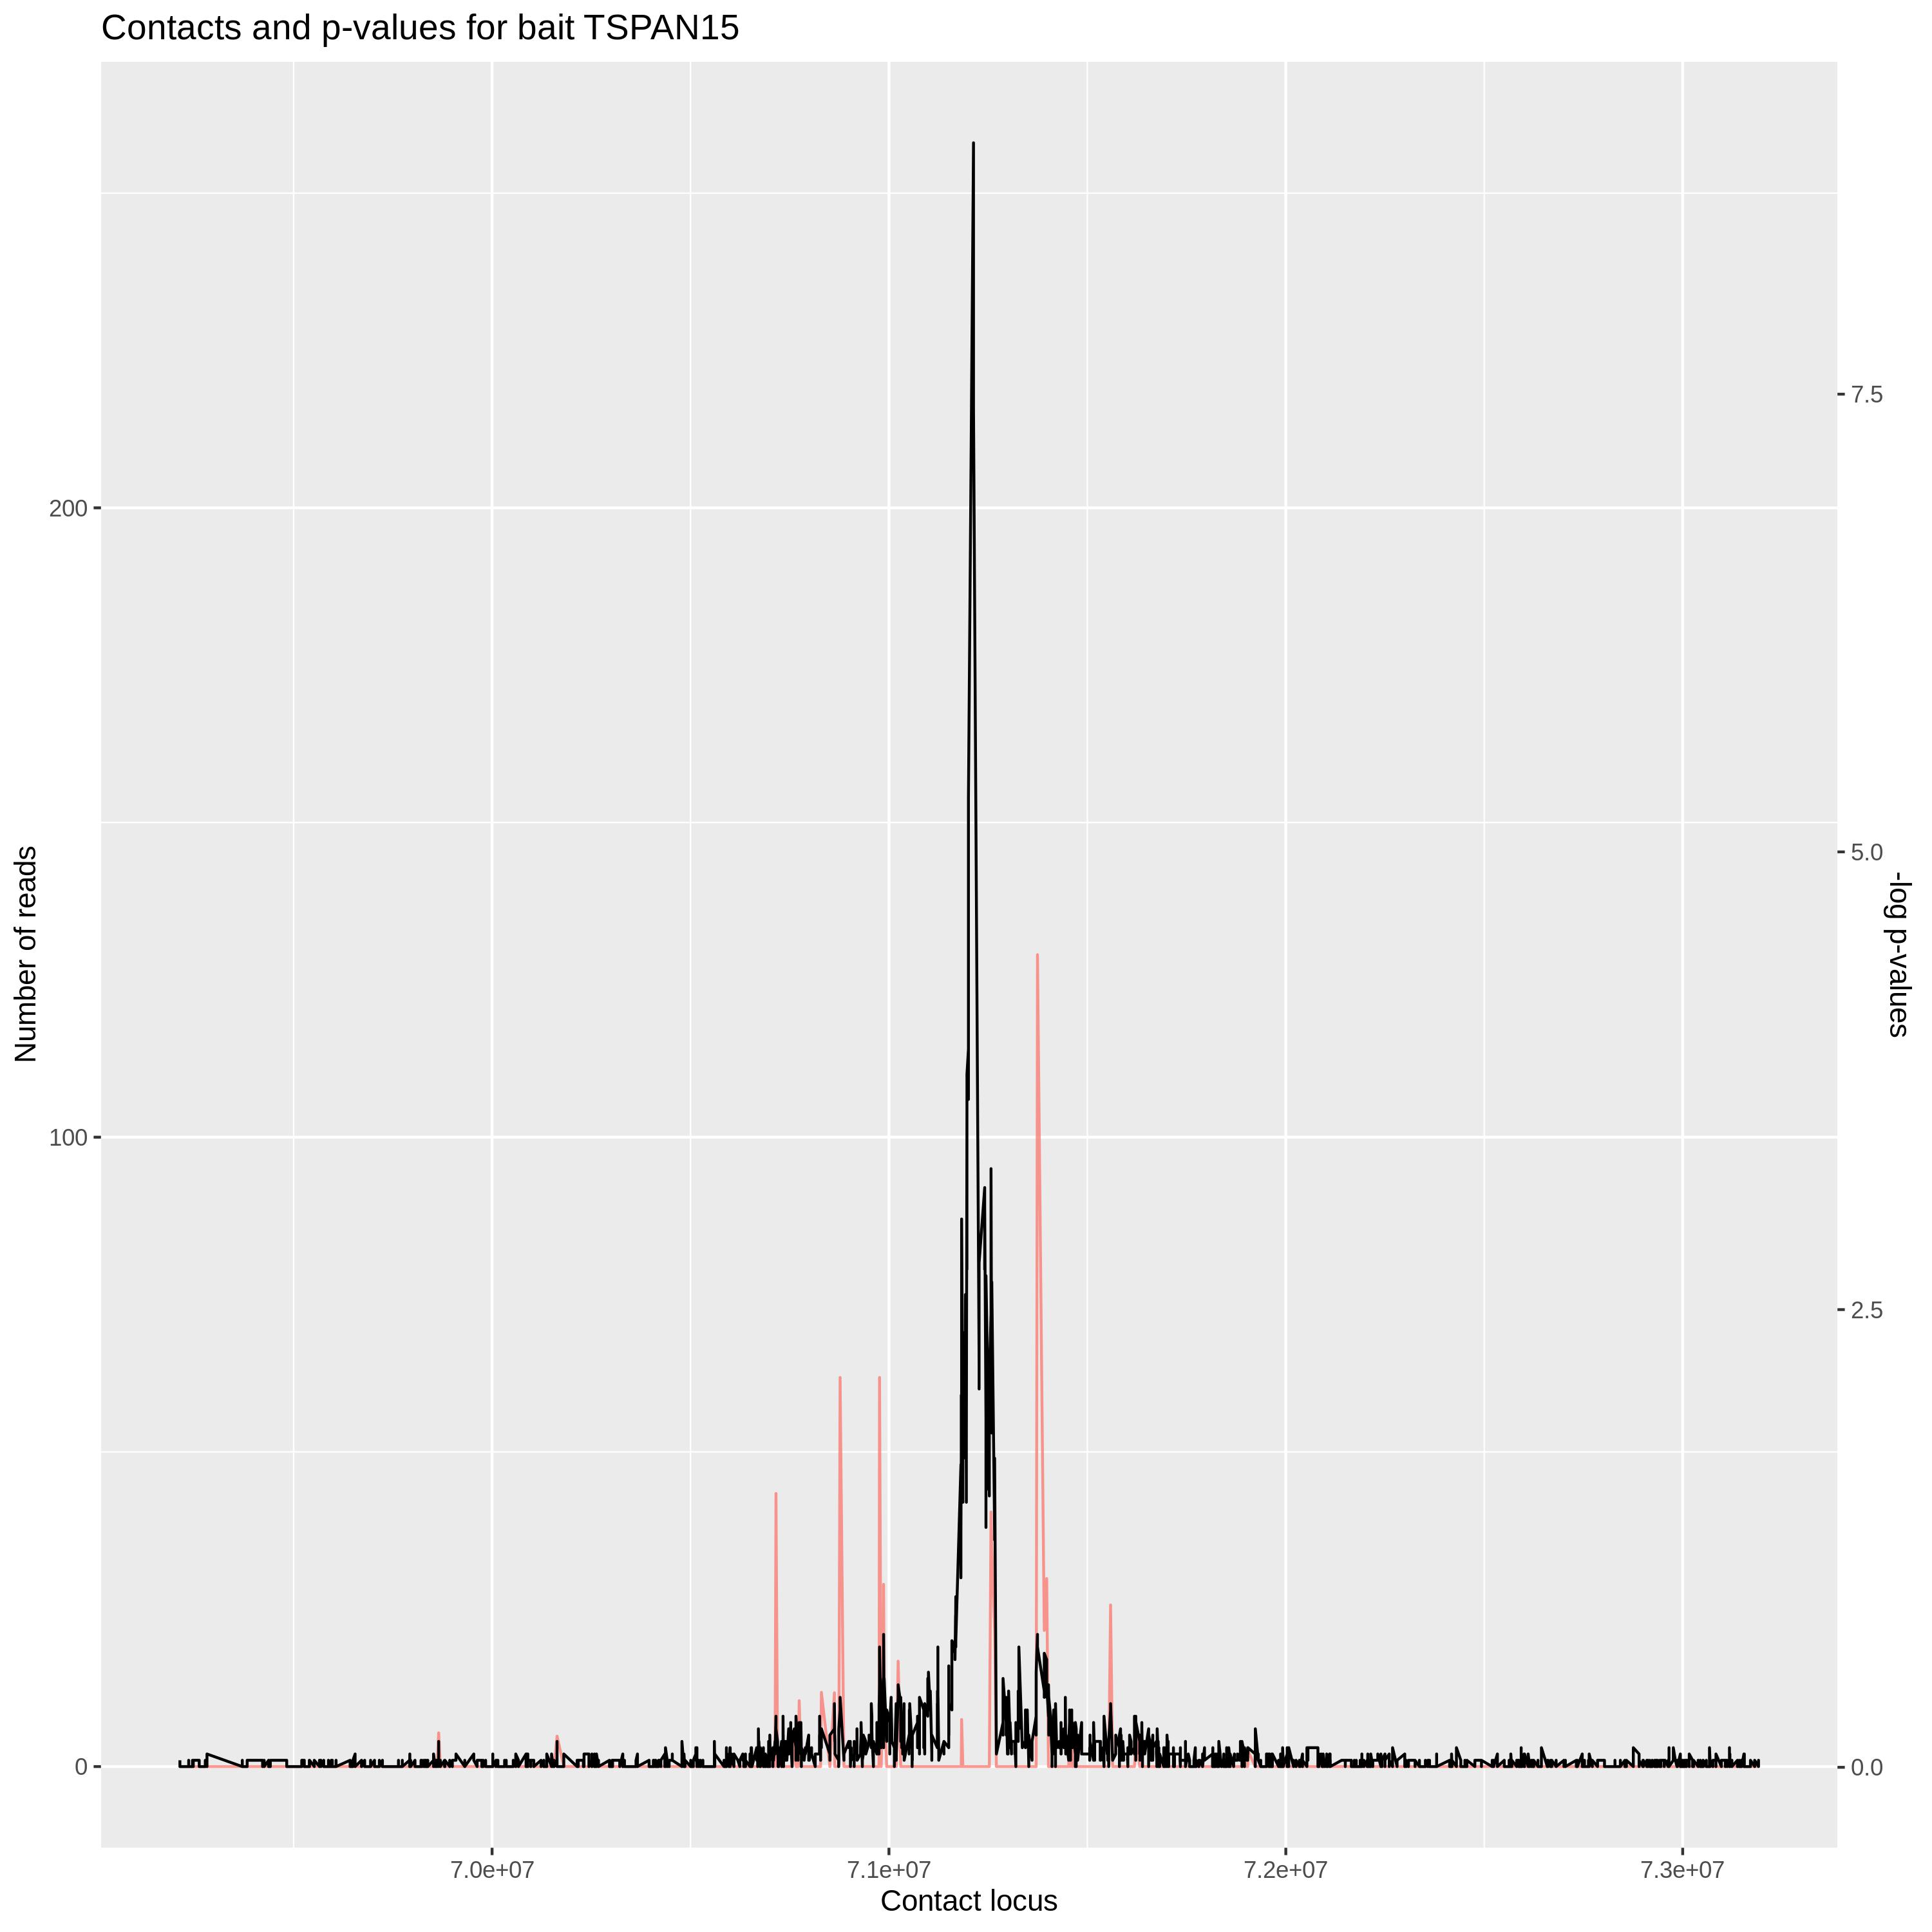 Contacts and p-values for bait TSPAN15
Number of reads
200
100
0
7.5
5.0
2.5
0.0
-log p-values
7.0e+07
7.1e+07
7.2e+07
7.3e+07
Contact locus